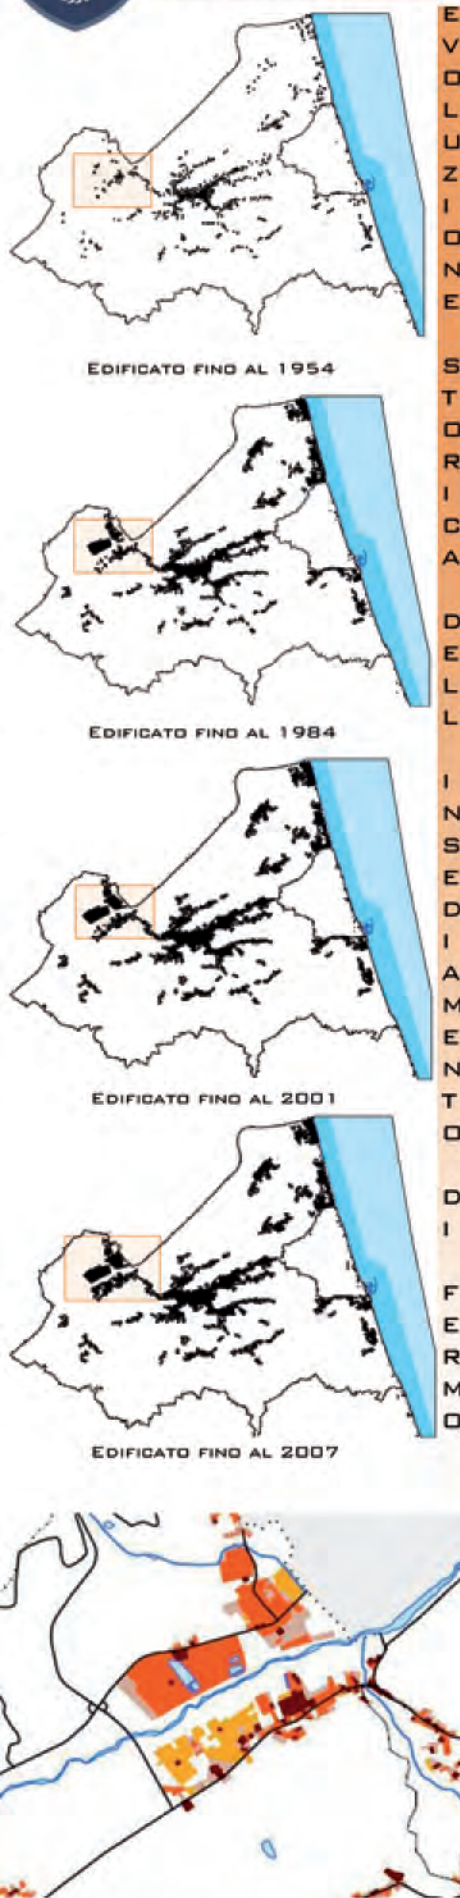 EVOLUZIONE STORICA DELL INSEDIAMENTO DI FERMO
EDIFICATO FINO AL 1954
EDIFICATO FINO AL 1984
EDIFICATO FINO AL 2001
EDIFICATO FINO AL 2007